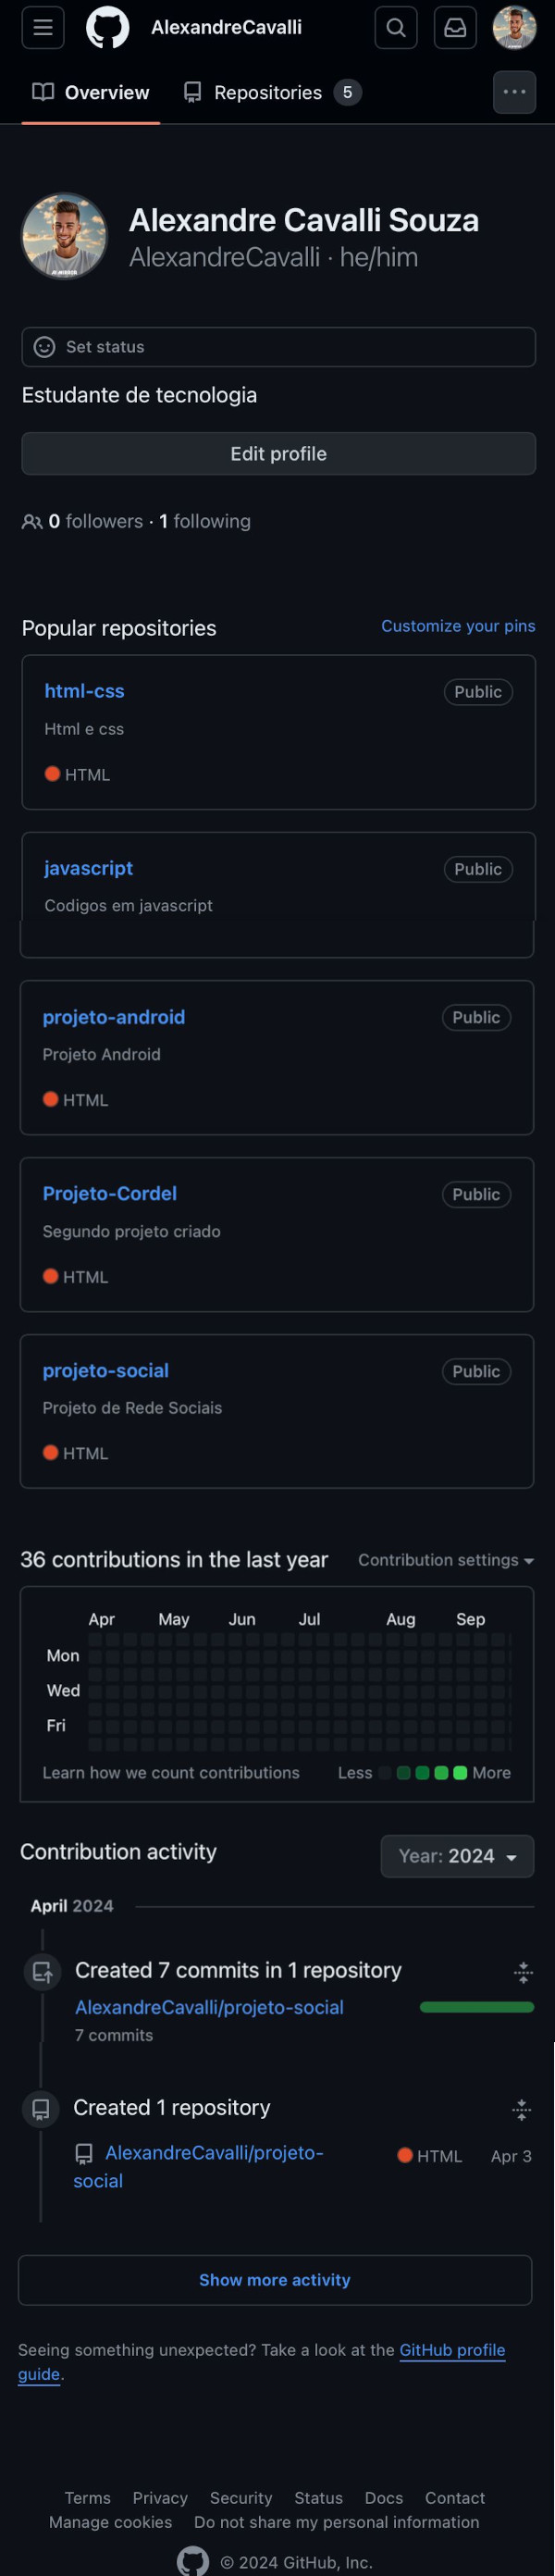 AlexandreCavalli
Overview
Repositories 5
Alexandre Cavalli Souza
AlexandreCavalli · he/him
Set status
Estudante de tecnologia
Edit profile
0 followers · 1 following
Popular repositories
Customize your pins
html-css
Public
Html e css
HTML
javascript
Public
Codigos em javascript
projeto-android
Public
Projeto Android
HTML
Projeto-Cordel
Public
Segundo projeto criado
HTML
projeto-social
Public
Projeto de Rede Sociais
HTML
36 contributions in the last year
Contribution settings
Apr May Jun Jul Aug Sep
Mon
Wed
Fri
Learn how we count contributions
Less More
Contribution activity
Year: 2024
April 2024
Created 7 commits in 1 repository
AlexandreCavalli/projeto-social
7 commits
Created 1 repository
AlexandreCavalli/projeto-
social
HTML Apr 3
Show more activity
Seeing something unexpected? Take a look at the GitHub profile
guide.
Terms Privacy Security Status Docs Contact
Manage cookies Do not share my personal information
© 2024 GitHub, Inc.